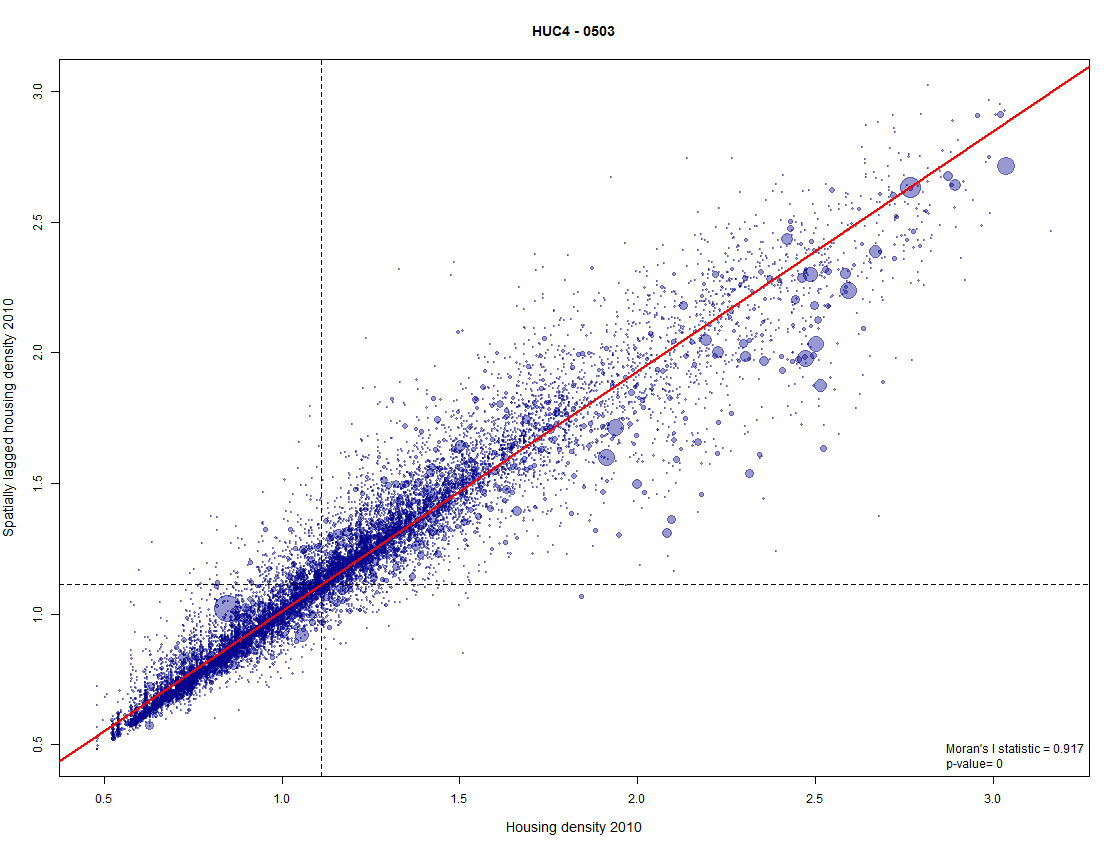 HUC4 - 0503
Spatially lagged housing density 2010
3.0
2.5
2.0
1.5
1.0
0.5
Moran's I statistic = 0.917
p-value= 0
0.5 1.0 1.5 2.0 2.5 3.0
Housing density 2010